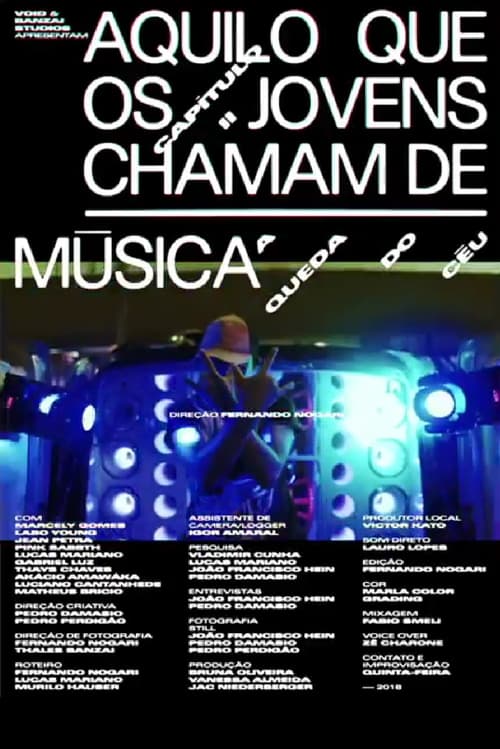 VOID &
BANZAI
STUDIOS
APRESENTAM
AQUILO QUE
OS JOVENS
CHAMAM DE
MŪSICA
CAPÍTULO
II
A
QUEDA
DO
CÉU
DIREÇÃO FERNANDO NOGARI
COM
MARCELY GOMES
LABO YOUNG
JEAN PETRA
PINK SABBTH
LUCAS MARIANO
GABRIEL LUZ
THAYS CHAVES
AKÁCIO AMAWÁKA
LUCIANO CANTANHEDE
MATHEUS BRICIO
DIREÇÃO CRIATIVA
PEDRO DAMASIO
PEDRO PERDIGÃO
DIREÇÃO DE FOTOGRAFIA
FERNANDO NOGARI
THALES BANZAI
ROTEIRO
FERNANDO NOGARI
LUCAS MARIANO
MURILO HAUSER
ASSISTENTE DE
CAMERA/LOGGER
IGOR AMARAL
PESQUISA
VLADIMIR CUNHA
LUCAS MARIANO
JOÃO FRANCISCO HEIN
PEDRO DAMASIO
ENTREVISTAS
JOÃO FRANCISCO HEIN
PEDRO DAMASIO
FOTOGRAFIA
STILL
JOÃO FRANCISCO HEIN
PEDRO DAMASIO
PEDRO PERDIGÃO
PRODUÇÃO
BRUNA OLIVEIRA
VANESSA ALMEIDA
JAC NIEDERBERGER
PRODUTOR LOCAL
VICTOR KATO
SOM DIRETO
LAURO LOPES
EDIÇÃO
FERNANDO NOGARI
COR
MARLA COLOR
GRADING
MIXAGEM
FABIO SMELI
VOICE OVER
ZÉ CHARONE
CONTATO E
IMPROVISAÇÃO
QUINTA-FEIRA
— 2018